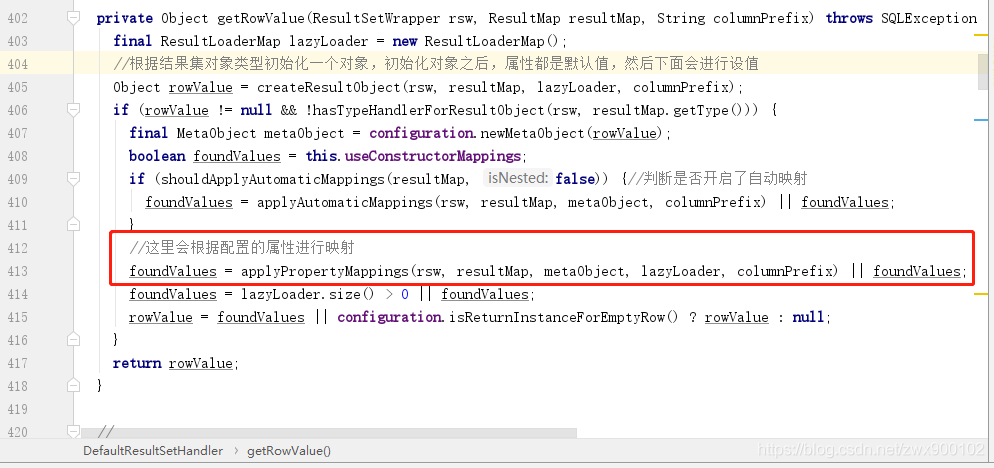 402 private Object getRowValue(ResultSetWrapper rsw, ResultMap resultMap, String columnPrefix) throws SQLException
403 final ResultLoaderMap lazyLoader = new ResultLoaderMap();
404 //根据结果集对象类型初始化一个对象，初始化对象之后，属性都是默认值，然后下面会进行设值
405 Object rowValue = createResultObject(rsw, resultMap, lazyLoader, columnPrefix);
406 if (rowValue != null && !hasTypeHandlerForResultObject(rsw, resultMap.getType())) {
407 final MetaObject metaObject = configuration.newMetaObject(rowValue);
408 boolean foundValues = this.useConstructorMappings;
409 if (shouldApplyAutomaticMappings(resultMap, isNested: false)) {//判断是否开启了自动映射
410 foundValues = applyAutomaticMappings(rsw, resultMap, metaObject, columnPrefix) || foundValues;
411 }
412 //这里会根据配置的属性进行映射
413 foundValues = applyPropertyMappings(rsw, resultMap, metaObject, lazyLoader, columnPrefix) || foundValues;
414 foundValues = lazyLoader.size() > 0 || foundValues;
415 rowValue = foundValues || configuration.isReturnInstanceForEmptyRow() ? rowValue : null;
416 }
417 return rowValue;
418 }
419
420 //
DefaultResultSetHandler > getRowValue()
https://blog.csdn.net/zwx900102